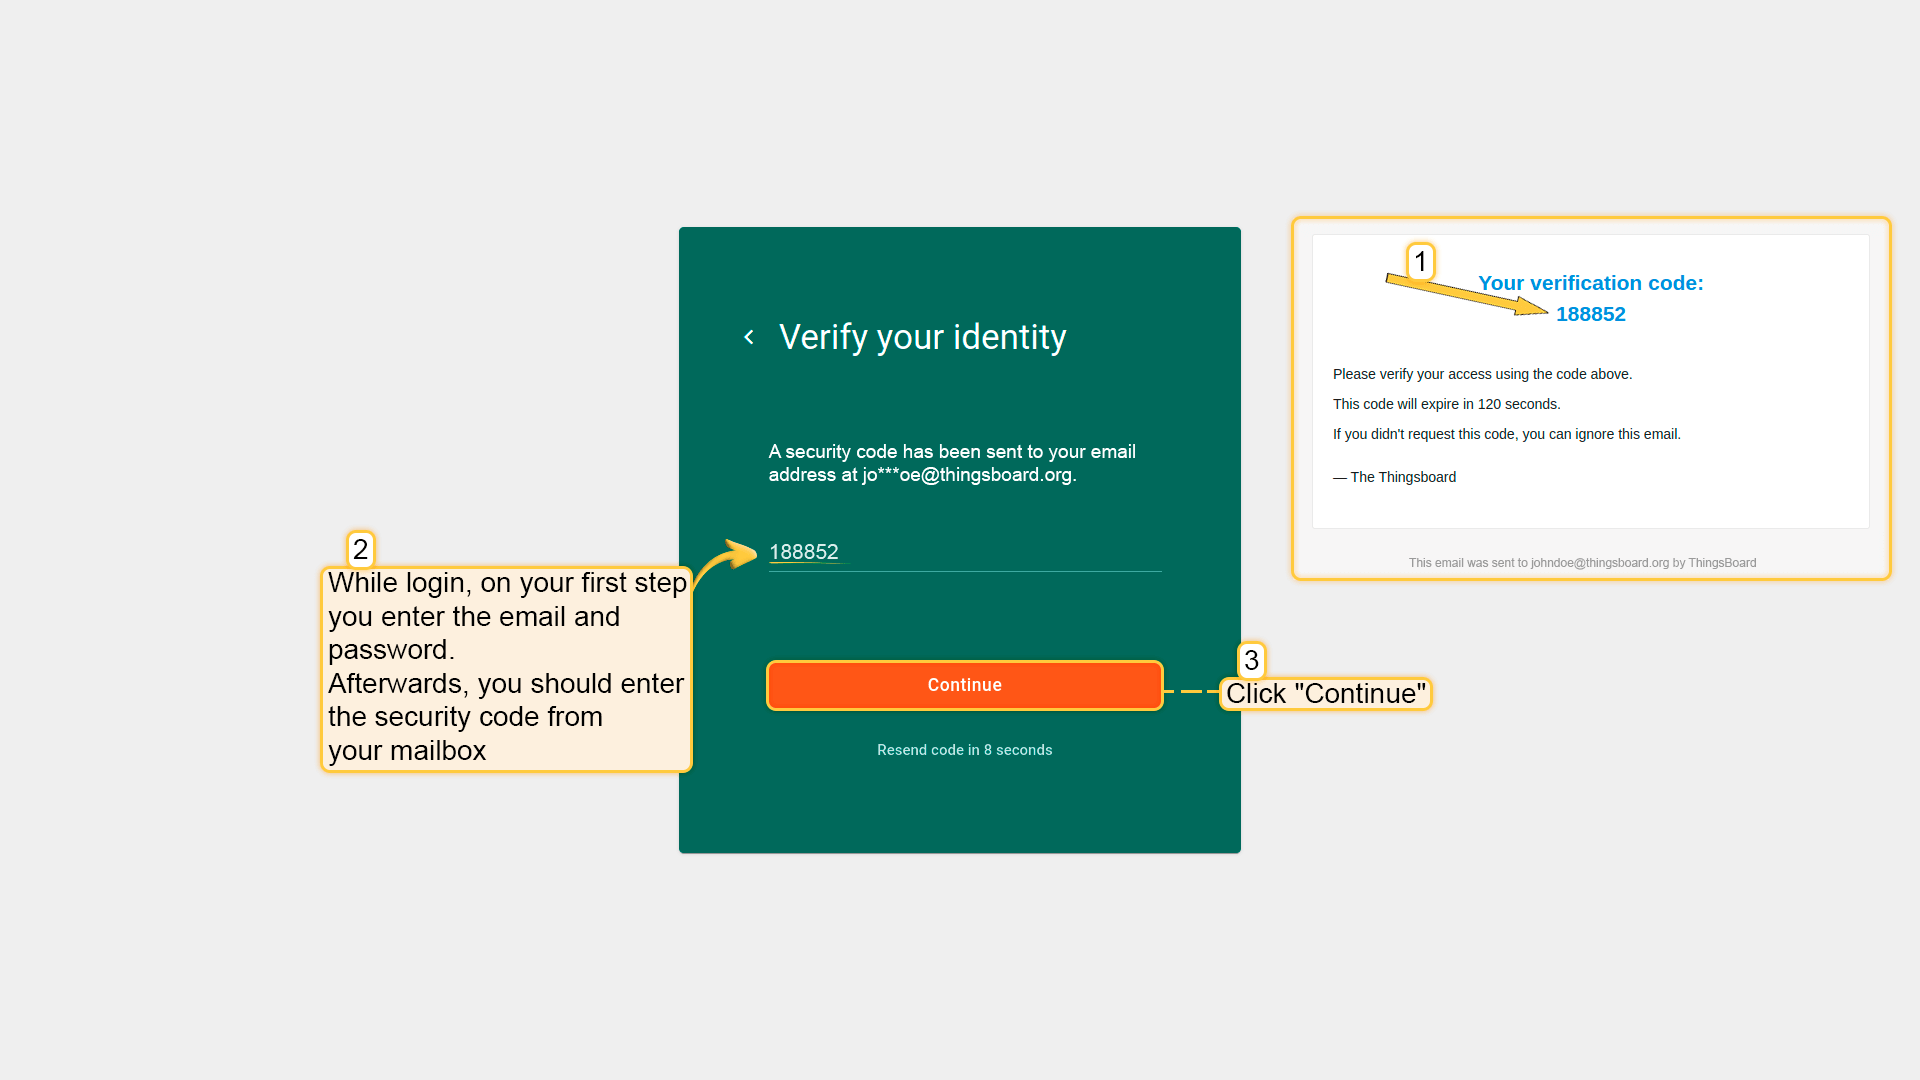 1
Your verification code:
188852
Please verify your access using the code above.
This code will expire in 120 seconds.
If you didn't request this code, you can ignore this email.
— The Thingsboard
This email was sent to johndoe@thingsboard.org by ThingsBoard
Verify your identity
A security code has been sent to your email
address at jo***oe@thingsboard.org.
188852
2
While login, on your first step
you enter the email and
password.
Afterwards, you should enter
the security code from
your mailbox
Continue
3
Click "Continue"
Resend code in 8 seconds